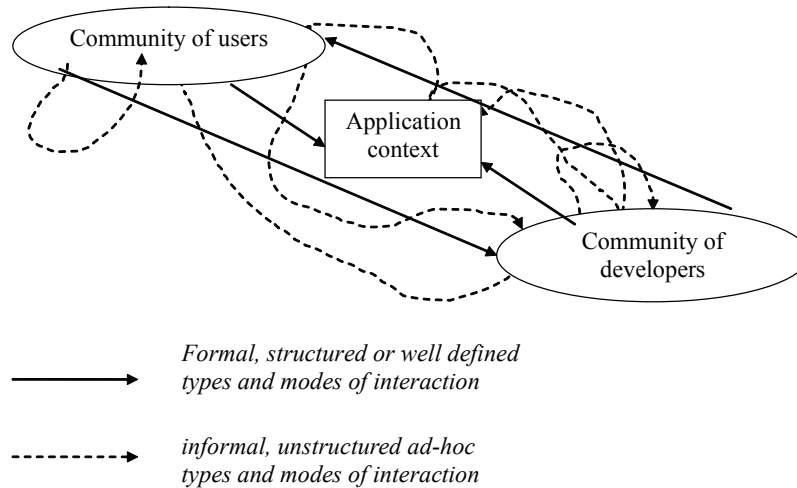 Community of users
Application
context
Community of
developers
Formal, structured or well defined
types and modes of interaction
informal, unstructured ad-hoc
types and modes of interaction